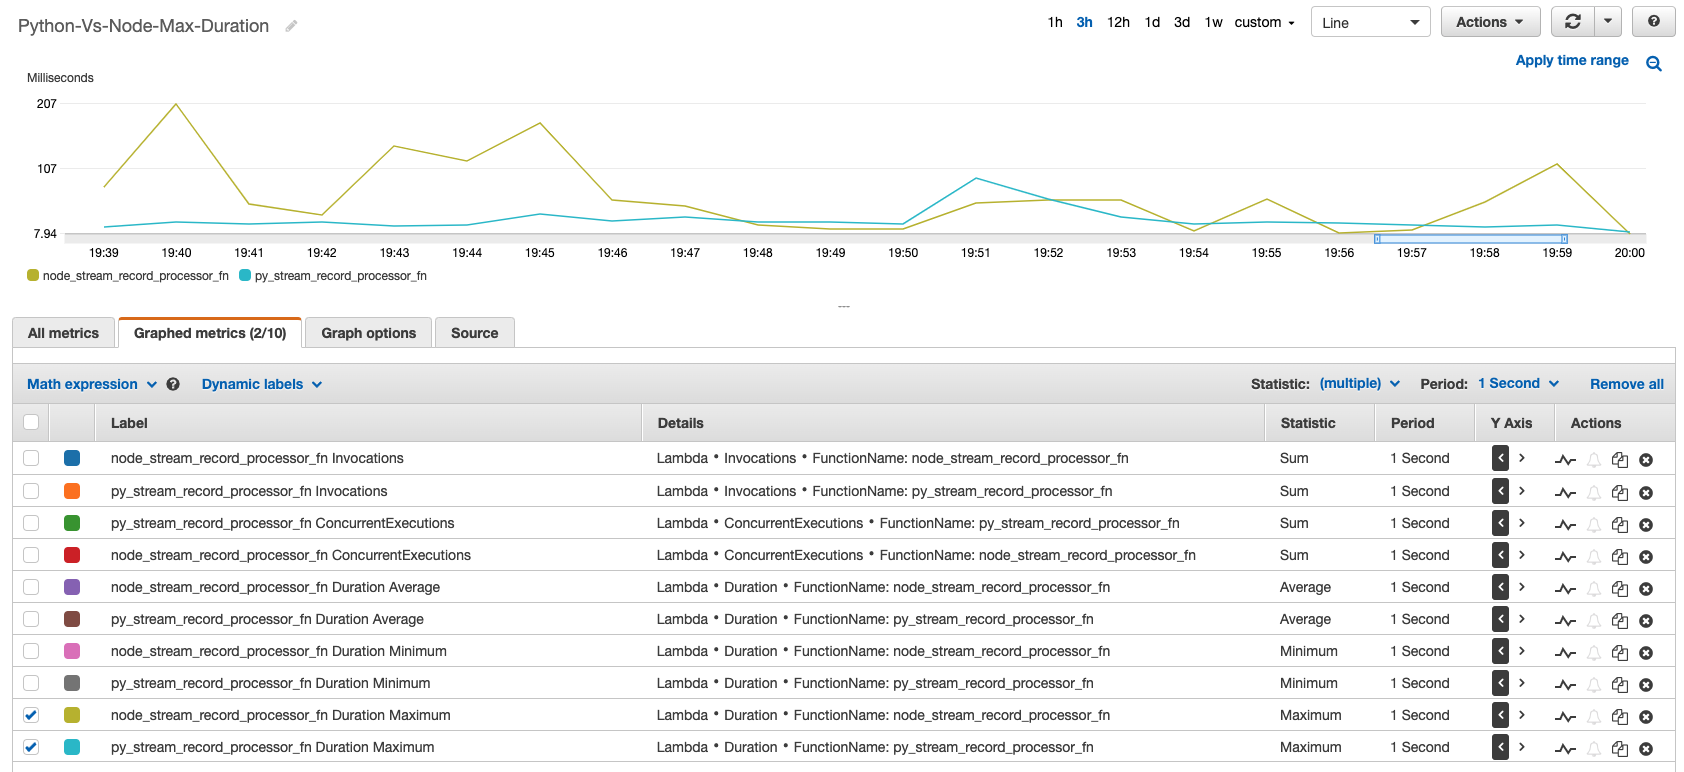 Python-Vs-Node-Max-Duration 1h 3h 12h 1d 3d 1w custom Line Actions ?
Apply time range
Milliseconds
207
107
7.94
19:39 19:40 19:41 19:42 19:43 19:44 19:45 19:46 19:47 19:48 19:49 19:50 19:51 19:52 19:53 19:54 19:55 19:56 19:57 19:58 19:59 20:00
node_stream_record_processor_fn py_stream_record_processor_fn
All metrics Graphed metrics (2/10) Graph options Source
Math expression ? Dynamic labels Statistic: (multiple) Period: 1 Second Remove all
Label Details Statistic Period Y Axis Actions
node_stream_record_processor_fn Invocations Lambda • Invocations • FunctionName: node_stream_record_processor_fn Sum 1 Second < >
py_stream_record_processor_fn Invocations Lambda • Invocations • FunctionName: py_stream_record_processor_fn Sum 1 Second < >
py_stream_record_processor_fn ConcurrentExecutions Lambda • ConcurrentExecutions • FunctionName: py_stream_record_processor_fn Sum 1 Second < >
node_stream_record_processor_fn ConcurrentExecutions Lambda • ConcurrentExecutions • FunctionName: node_stream_record_processor_fn Sum 1 Second < >
node_stream_record_processor_fn Duration Average Lambda • Duration • FunctionName: node_stream_record_processor_fn Average 1 Second < >
py_stream_record_processor_fn Duration Average Lambda • Duration • FunctionName: py_stream_record_processor_fn Average 1 Second < >
node_stream_record_processor_fn Duration Minimum Lambda • Duration • FunctionName: node_stream_record_processor_fn Minimum 1 Second < >
py_stream_record_processor_fn Duration Minimum Lambda • Duration • FunctionName: py_stream_record_processor_fn Minimum 1 Second < >
node_stream_record_processor_fn Duration Maximum Lambda • Duration • FunctionName: node_stream_record_processor_fn Maximum 1 Second < >
py_stream_record_processor_fn Duration Maximum Lambda • Duration • FunctionName: py_stream_record_processor_fn Maximum 1 Second < >